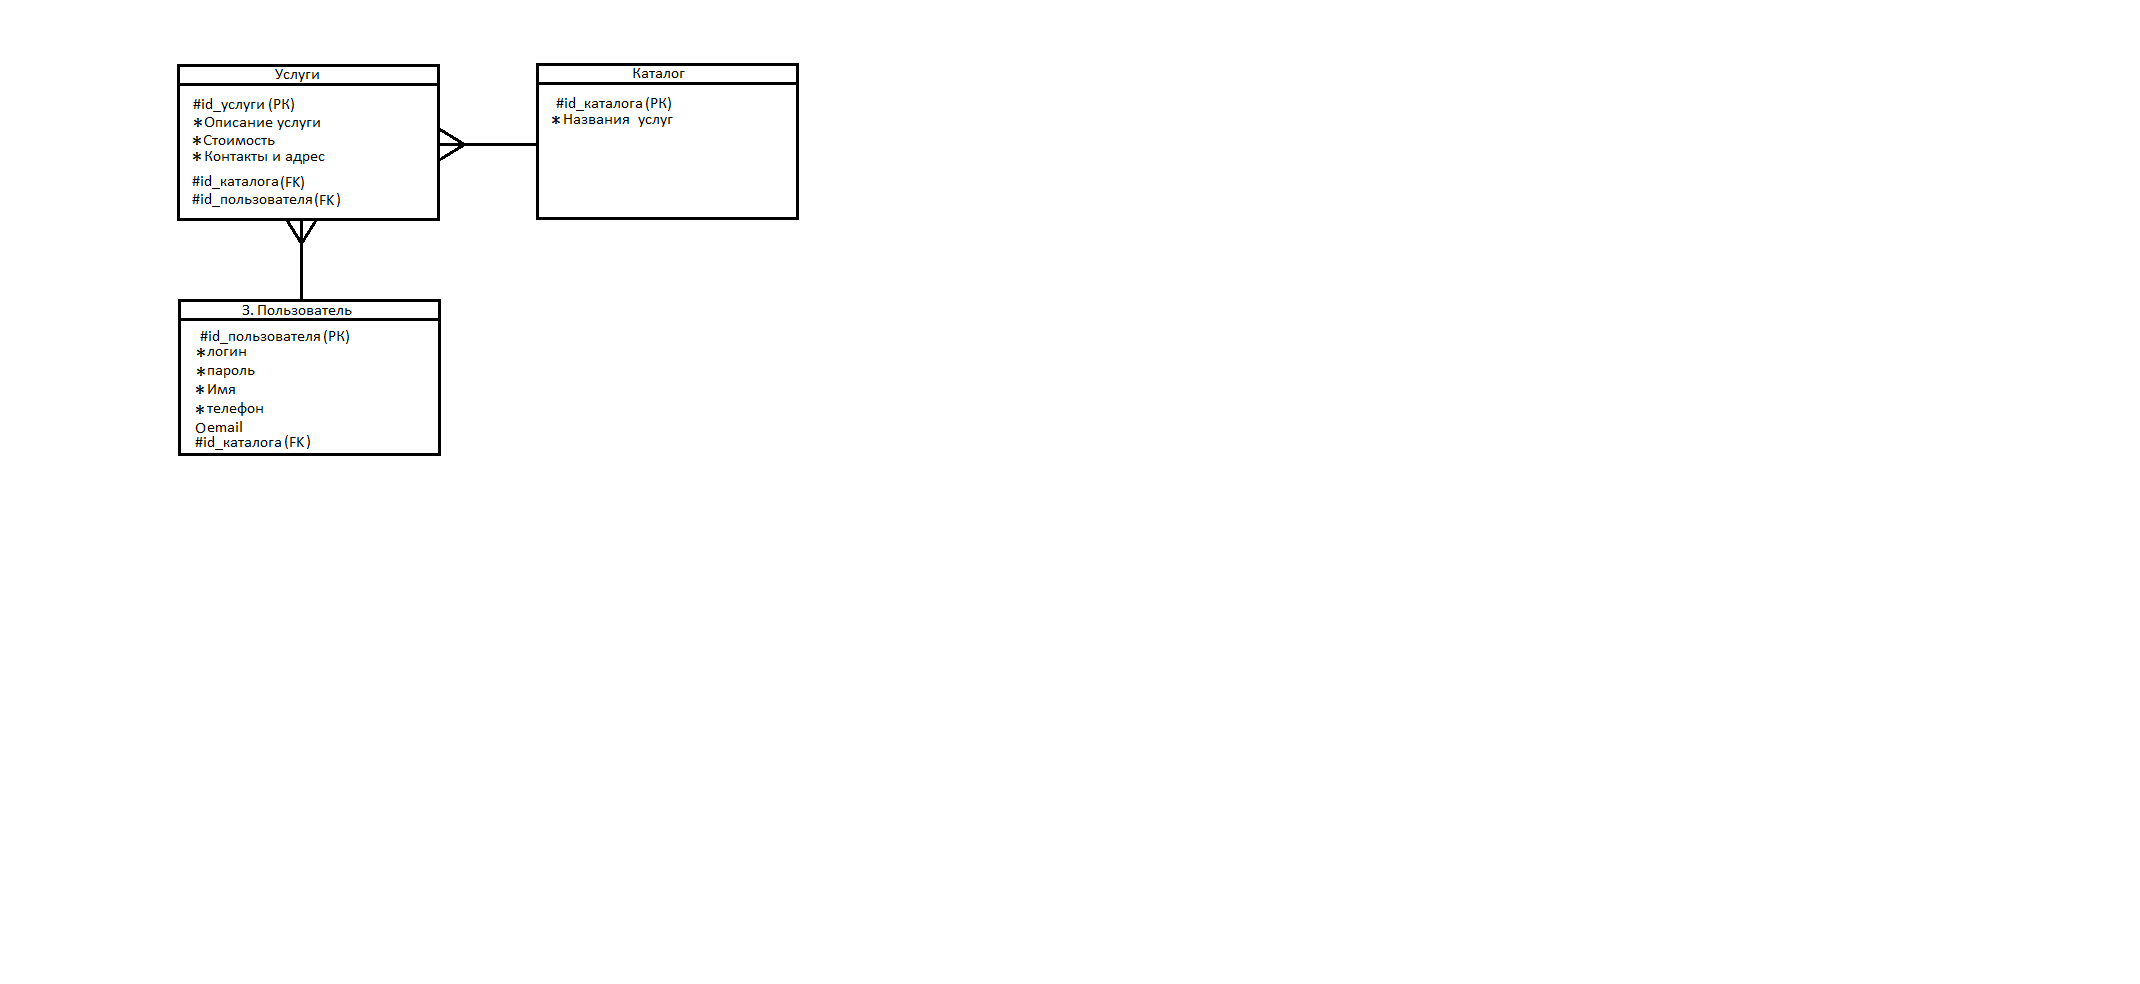 Услуги
#id_услуги (PK)
*Описание услуги
*Стоимость
*Контакты и адрес
#id_каталога (FK)
#id_пользователя (FK)
Каталог
#id_каталога (PK)
*Названия услуг
3. Пользователь
#id_пользователя (PK)
*логин
*пароль
*Имя
*телефон
O email
#id_каталога (FK)